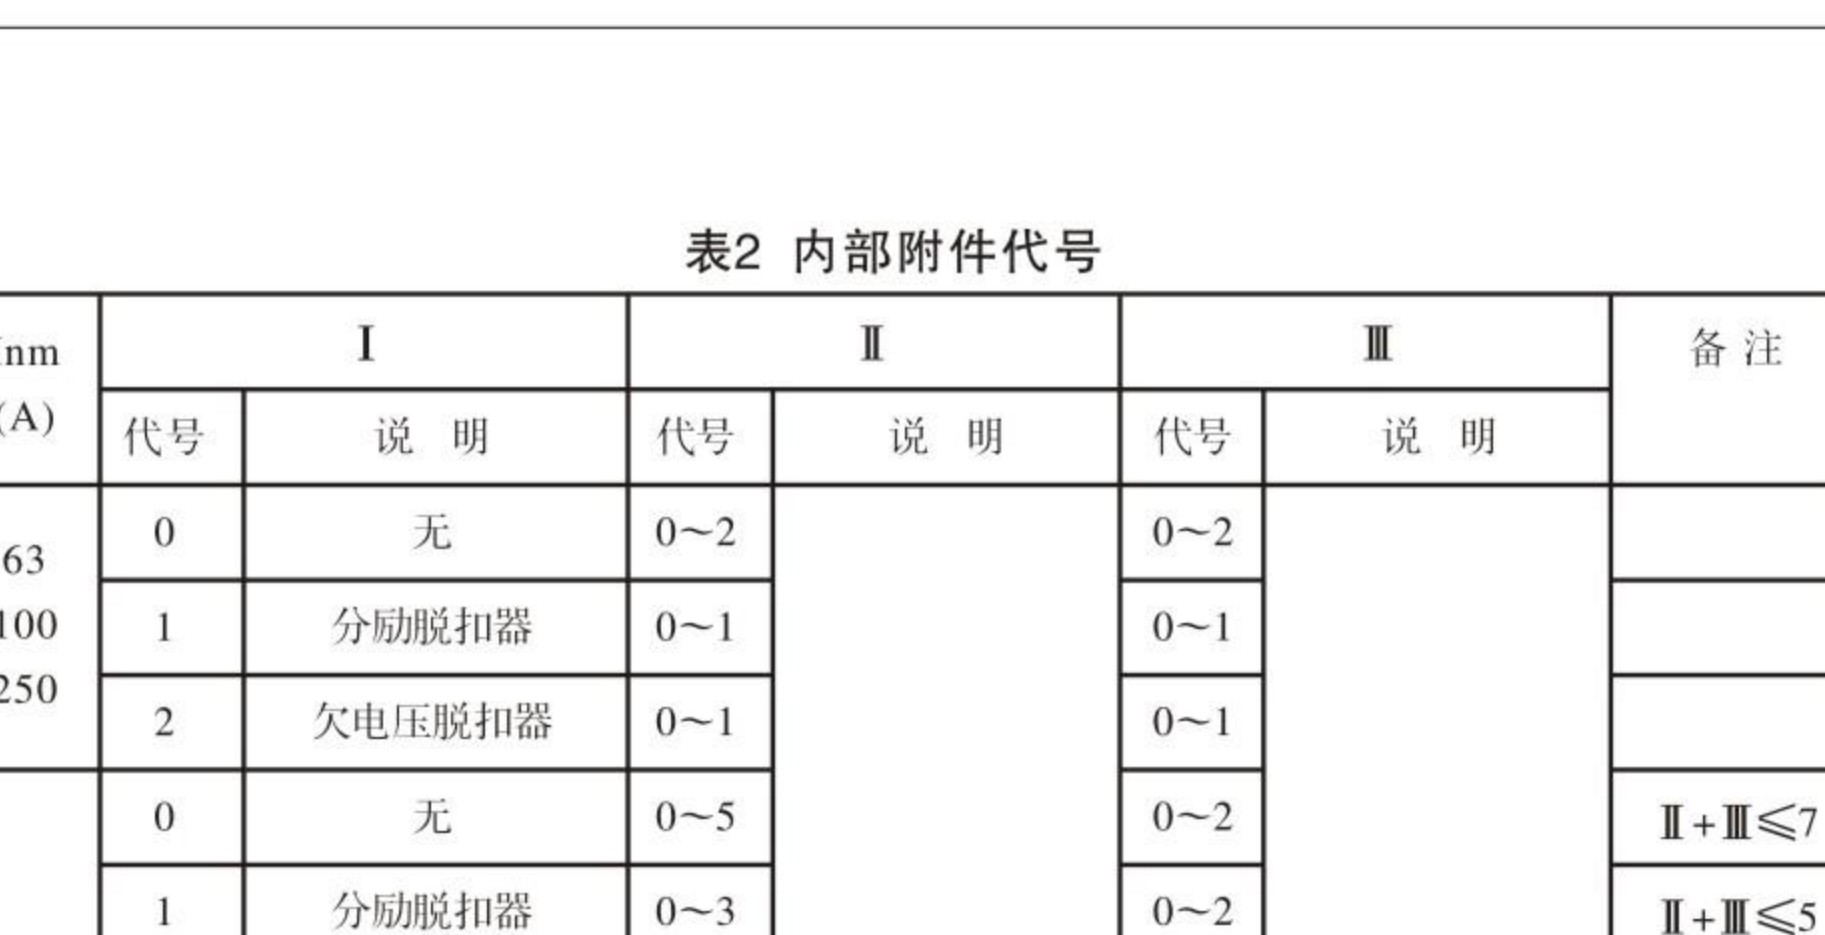 表2 内部附件代号
Inm
(A)
Ⅰ Ⅱ Ⅲ 备 注
代号 说 明 代号 说 明 代号 说 明
63
100
250
0 无 0～2 0～2
1 分励脱扣器 0～1 0～1
2 欠电压脱扣器 0～1 0～1
0 无 0～5 0～2 Ⅱ+Ⅲ≤7
1 分励脱扣器 0～3 0～2 Ⅱ+Ⅲ≤5